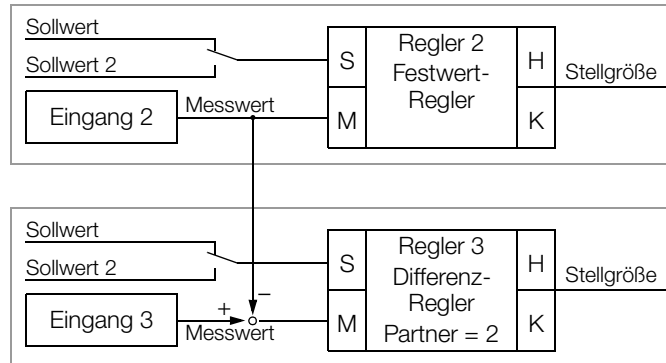 Sollwert
Sollwert 2
Eingang 2
Messwert
S
M
Regler 2
Festwert-
Regler
H
K
Stellgröße
Sollwert
Sollwert 2
Eingang 3
+
−
Messwert
S
M
Regler 3
Differenz-
Regler
Partner = 2
H
K
Stellgröße